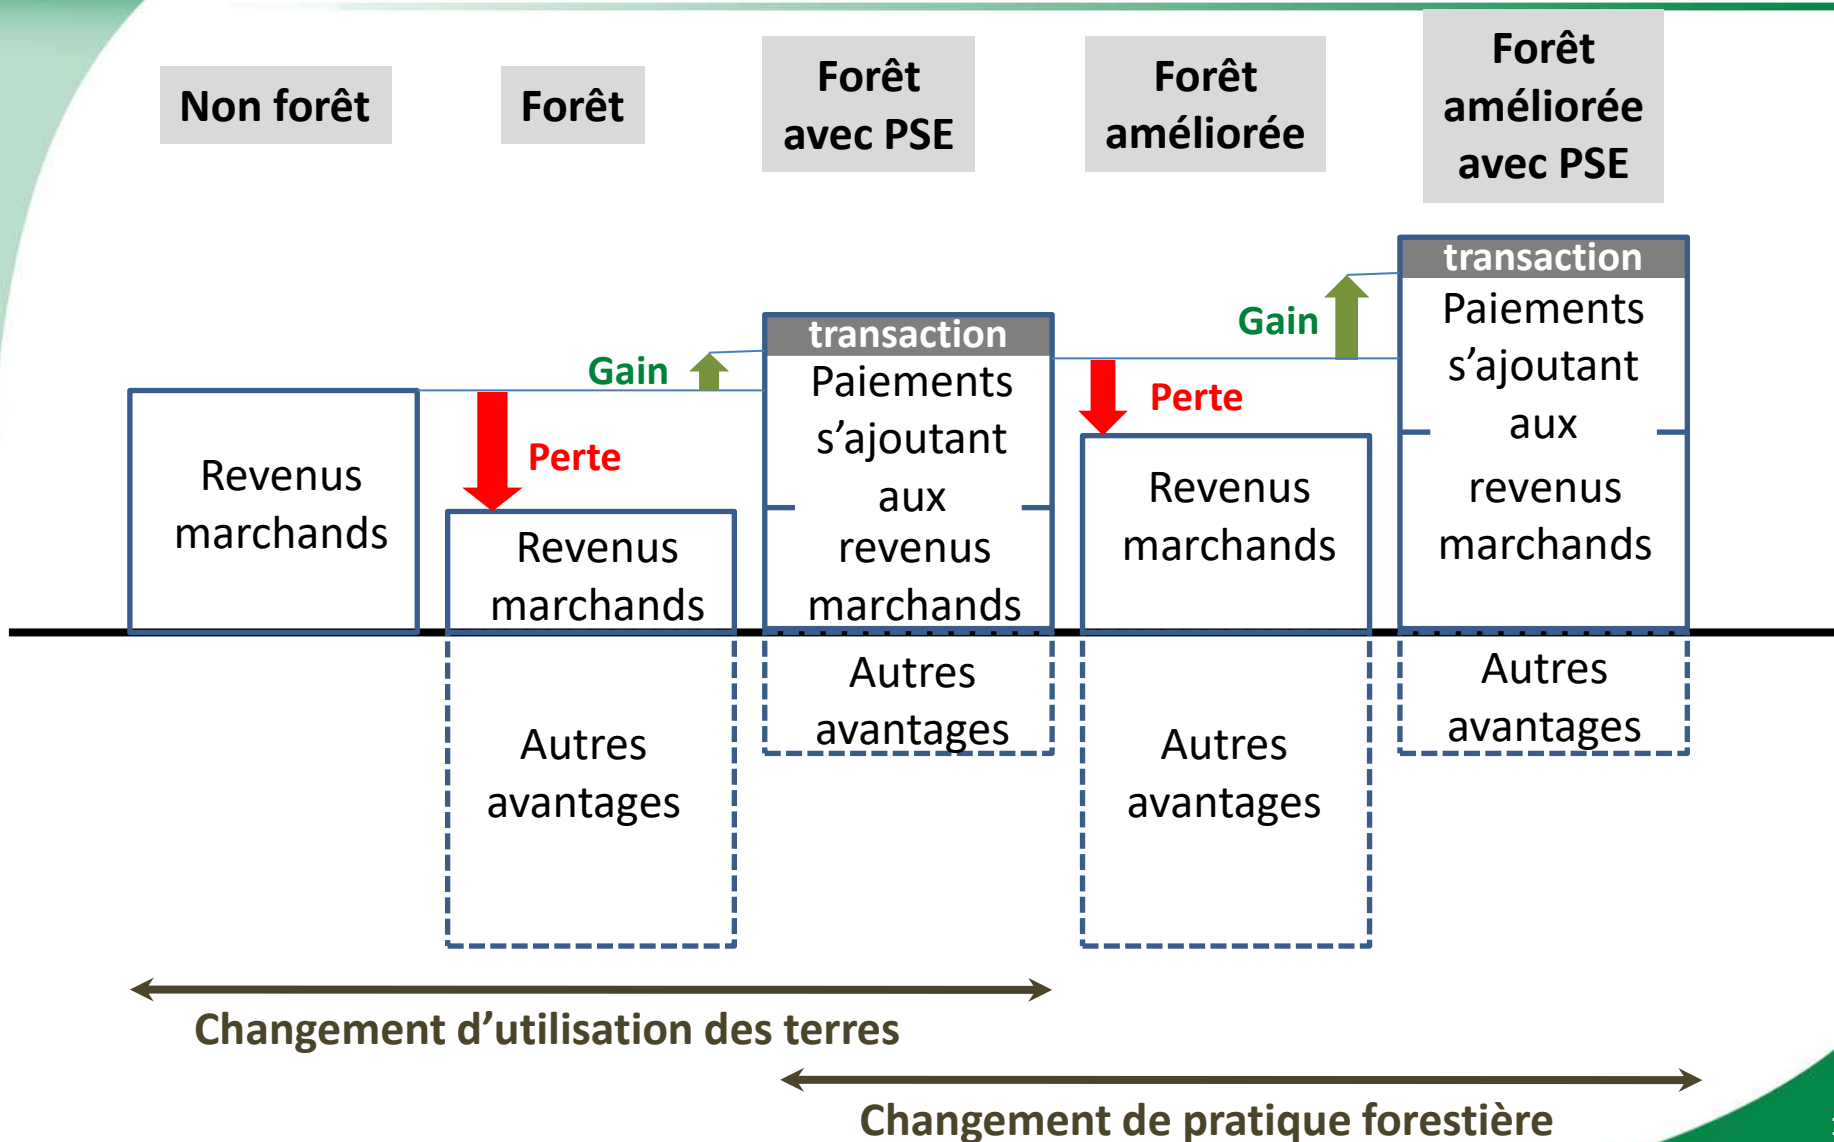 Non forêt
Forêt
Forêt
avec PSE
Forêt
améliorée
Forêt
améliorée
avec PSE
Revenus
marchands
Perte
Gain
Revenus
marchands
Autres
avantages
transaction
Paiements
s’ajoutant
aux
revenus
marchands
Autres
avantages
Perte
Gain
Revenus
marchands
Autres
avantages
transaction
Paiements
s’ajoutant
aux
revenus
marchands
Autres
avantages
Changement d’utilisation des terres
Changement de pratique forestière